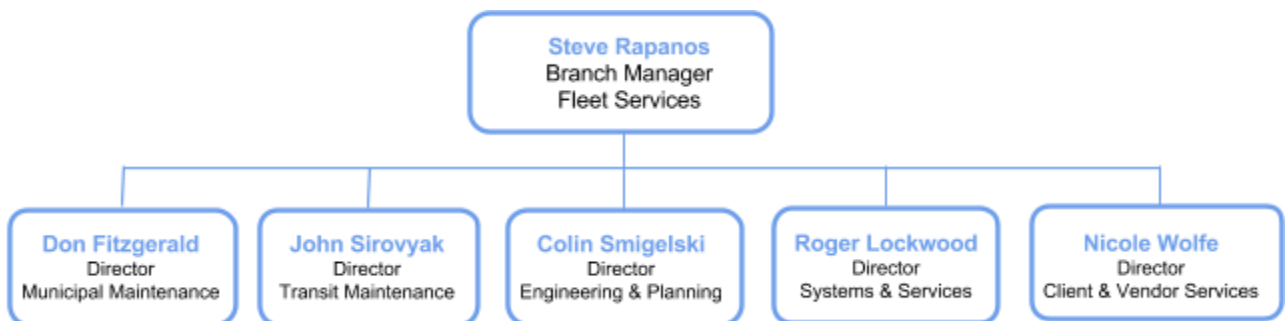 Steve Rapanos
Branch Manager
Fleet Services
Don Fitzgerald
Director
Municipal Maintenance
John Sirovyak
Director
Transit Maintenance
Colin Smigelski
Director
Engineering & Planning
Roger Lockwood
Director
Systems & Services
Nicole Wolfe
Director
Client & Vendor Services